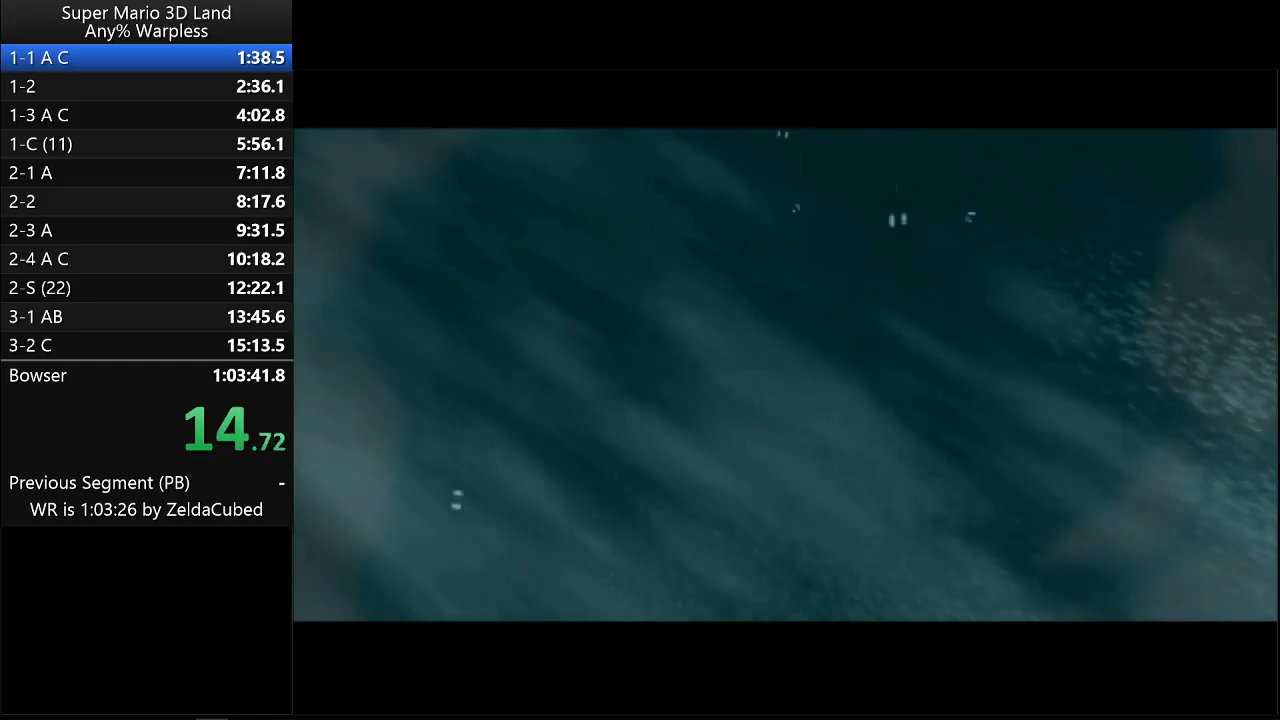 Super Mario 3D Land
Any% Warpless
1-1 A C 1:38.5
1-2 2:36.1
1-3 A C 4:02.8
1-C (11) 5:56.1
2-1 A 7:11.8
2-2 8:17.6
2-3 A 9:31.5
2-4 A C 10:18.2
2-S (22) 12:22.1
3-1 AB 13:45.6
3-2 C 15:13.5
Bowser 1:03:41.8
14.72
Previous Segment (PB) -
WR is 1:03:26 by ZeldaCubed